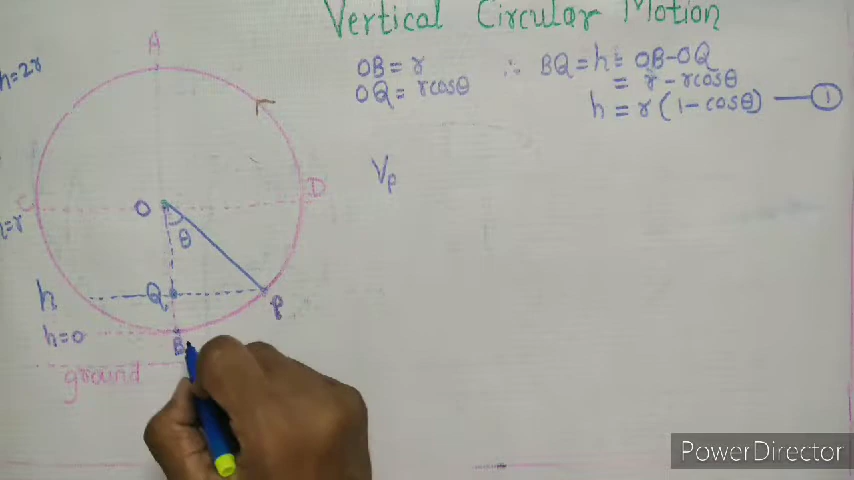 Vertical Circular Motion
A
h=2r
OB = r
OQ = rcosθ
∴ BQ = h = OB-OQ
= r - rcosθ
h = r (1-cosθ) — 1
Vp
C
D
O
θ
h=r
h
Q
P
h=0
B
ground
PowerDirector